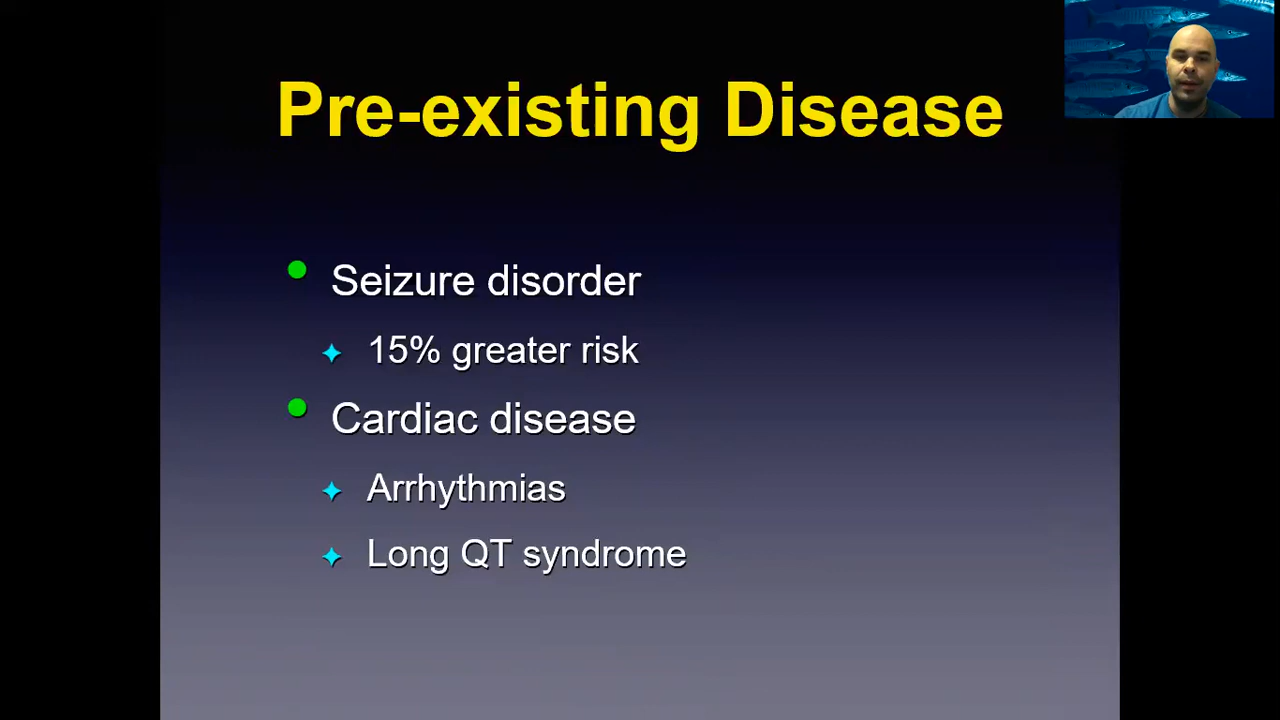 Pre-existing Disease
Seizure disorder
15% greater risk
Cardiac disease
Arrhythmias
Long QT syndrome